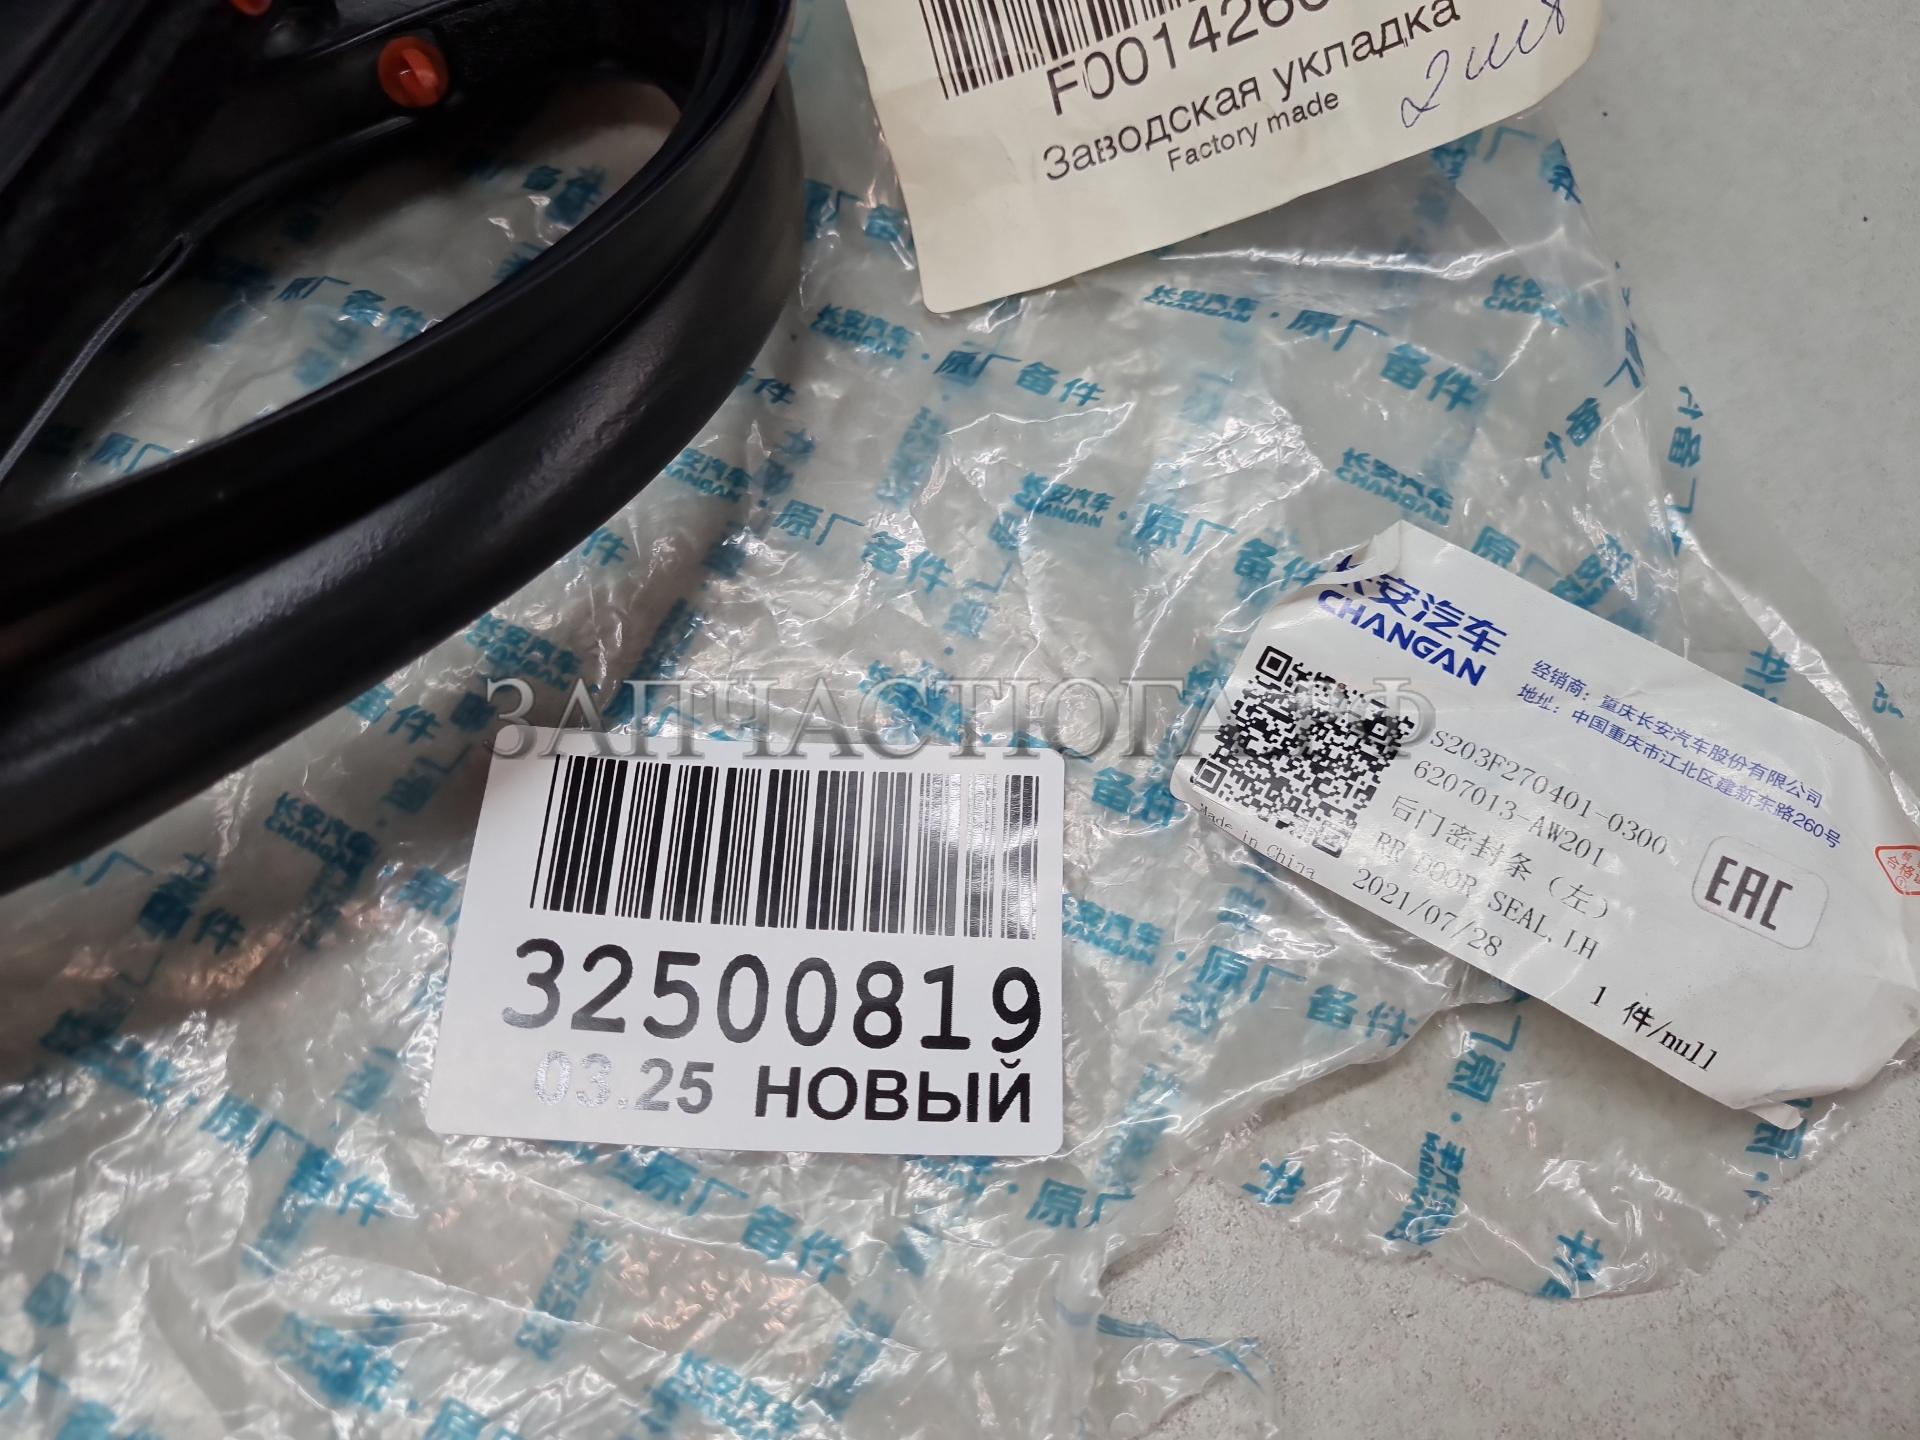 Заводская укладка
Factory made
2 шт
ЗАПЧАСТЮГА.РФ
长安汽车
CHANGAN
经销商：重庆长安汽车股份有限公司
地址：中国重庆市江北区建新东路260号
S203F270401-0300
6207013-AW201
后门密封条（左）
RR DOOR SEAL,LH
2021/07/28
1 件/null
Made in China
EAC
32500819
03.25 НОВЫЙ
长安汽车
CHANGAN · 原厂备件